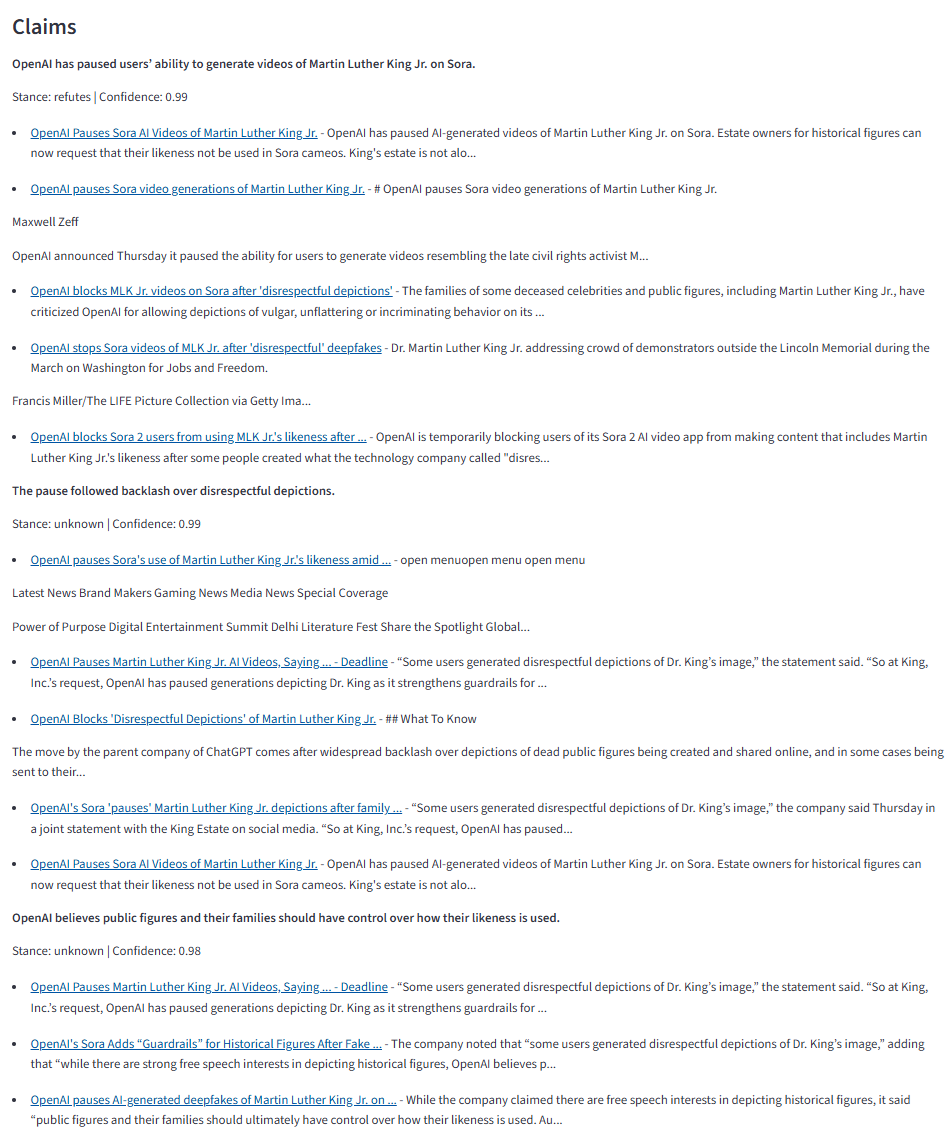 Claims
OpenAI has paused users’ ability to generate videos of Martin Luther King Jr. on Sora.
Stance: refutes | Confidence: 0.99
• OpenAI Pauses Sora AI Videos of Martin Luther King Jr. - OpenAI has paused AI-generated videos of Martin Luther King Jr. on Sora. Estate owners for historical figures can
now request that their likeness not be used in Sora cameos. King's estate is not alo...
• OpenAI pauses Sora video generations of Martin Luther King Jr. - # OpenAI pauses Sora video generations of Martin Luther King Jr.
Maxwell Zeff
OpenAI announced Thursday it paused the ability for users to generate videos resembling the late civil rights activist M...
• OpenAI blocks MLK Jr. videos on Sora after 'disrespectful depictions' - The families of some deceased celebrities and public figures, including Martin Luther King Jr., have
criticized OpenAI for allowing depictions of vulgar, unflattering or incriminating behavior on its ...
• OpenAI stops Sora videos of MLK Jr. after 'disrespectful' deepfakes - Dr. Martin Luther King Jr. addressing crowd of demonstrators outside the Lincoln Memorial during the
March on Washington for Jobs and Freedom.
Francis Miller/The LIFE Picture Collection via Getty Ima...
• OpenAI blocks Sora 2 users from using MLK Jr.'s likeness after ... - OpenAI is temporarily blocking users of its Sora 2 AI video app from making content that includes Martin
Luther King Jr.'s likeness after some people created what the technology company called "disres...
The pause followed backlash over disrespectful depictions.
Stance: unknown | Confidence: 0.99
• OpenAI pauses Sora's use of Martin Luther King Jr.'s likeness amid ... - open menuopen menu open menu
Latest News Brand Makers Gaming News Media News Special Coverage
Power of Purpose Digital Entertainment Summit Delhi Literature Fest Share the Spotlight Global...
• OpenAI Pauses Martin Luther King Jr. AI Videos, Saying ... - Deadline - “Some users generated disrespectful depictions of Dr. King’s image,” the statement said. “So at King,
Inc.’s request, OpenAI has paused generations depicting Dr. King as it strengthens guardrails for ...
• OpenAI Blocks 'Disrespectful Depictions' of Martin Luther King Jr. - ## What To Know
The move by the parent company of ChatGPT comes after widespread backlash over depictions of dead public figures being created and shared online, and in some cases being
sent to their...
• OpenAI's Sora 'pauses' Martin Luther King Jr. depictions after family ... - “Some users generated disrespectful depictions of Dr. King’s image,” the company said Thursday in
a joint statement with the King Estate on social media. “So at King, Inc.’s request, OpenAI has paused...
• OpenAI Pauses Sora AI Videos of Martin Luther King Jr. - OpenAI has paused AI-generated videos of Martin Luther King Jr. on Sora. Estate owners for historical figures can
now request that their likeness not be used in Sora cameos. King's estate is not alo...
OpenAI believes public figures and their families should have control over how their likeness is used.
Stance: unknown | Confidence: 0.98
• OpenAI Pauses Martin Luther King Jr. AI Videos, Saying ... - Deadline - “Some users generated disrespectful depictions of Dr. King’s image,” the statement said. “So at King,
Inc.’s request, OpenAI has paused generations depicting Dr. King as it strengthens guardrails for ...
• OpenAI's Sora Adds “Guardrails” for Historical Figures After Fake ... - The company noted that “some users generated disrespectful depictions of Dr. King’s image,” adding
that “while there are strong free speech interests in depicting historical figures, OpenAI believes p...
• OpenAI pauses AI-generated deepfakes of Martin Luther King Jr. on ... - While the company claimed there are free speech interests in depicting historical figures, it said
“public figures and their families should ultimately have control over how their likeness is used. Au...